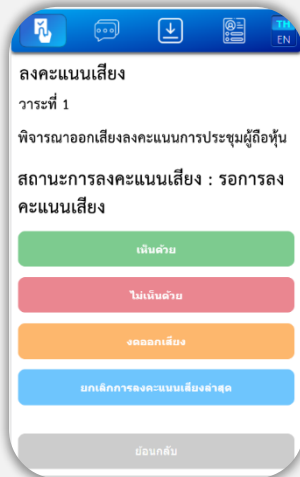 TH
EN
ลงคะแนนเสียง
วาระที่ 1
พิจารณาออกเสียงลงคะแนนการประชุมผู้ถือหุ้น
สถานะการลงคะแนนเสียง : รอการลง
คะแนนเสียง
เห็นด้วย
ไม่เห็นด้วย
งดออกเสียง
ยกเลิกการลงคะแนนเสียงล่าสุด
ย้อนกลับ